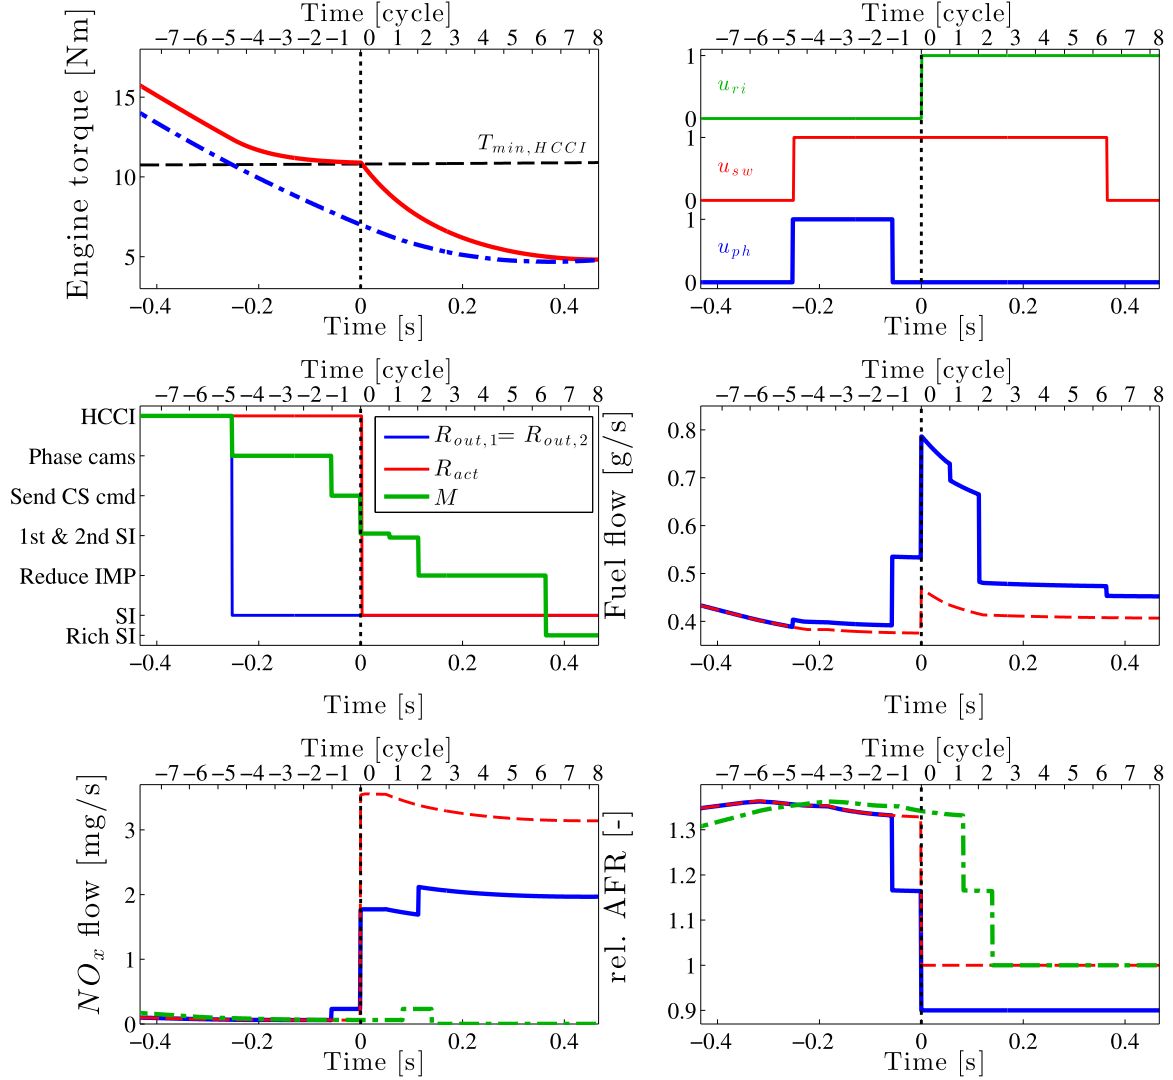 Time [cycle]
−7 −6 −5 −4 −3 −2 −1 0 1 2 3 4 5 6 7 8
Engine torque [Nm]
15
10
5
T_{min,HCCI}
−0.4 −0.2 0 0.2 0.4
Time [s]
Time [cycle]
−7 −6 −5 −4 −3 −2 −1 0 1 2 3 4 5 6 7 8
1
u_{ri}
0
1
u_{sw}
0
1
u_{ph}
0
−0.4 −0.2 0 0.2 0.4
Time [s]
Time [cycle]
−7 −6 −5 −4 −3 −2 −1 0 1 2 3 4 5 6 7 8
HCCI
Phase cams
Send CS cmd
1st & 2nd SI
Reduce IMP
SI
Rich SI
R_{out,1} = R_{out,2}
R_{act}
M
−0.4 −0.2 0 0.2 0.4
Time [s]
Time [cycle]
−7 −6 −5 −4 −3 −2 −1 0 1 2 3 4 5 6 7 8
Fuel flow [g/s]
0.8
0.7
0.6
0.5
0.4
−0.4 −0.2 0 0.2 0.4
Time [s]
Time [cycle]
−7 −6 −5 −4 −3 −2 −1 0 1 2 3 4 5 6 7 8
NO_x flow [mg/s]
3
2
1
0
−0.4 −0.2 0 0.2 0.4
Time [s]
Time [cycle]
−7 −6 −5 −4 −3 −2 −1 0 1 2 3 4 5 6 7 8
rel. AFR [-]
1.3
1.2
1.1
1
0.9
−0.4 −0.2 0 0.2 0.4
Time [s]